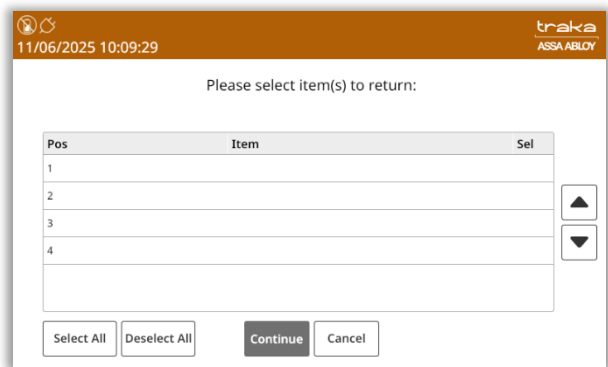 traka
11/06/2025 10:09:29
ASSA ABLOY
Please select item(s) to return:
Pos Item Sel
1
2
3
4
Select All Deselect All Continue Cancel